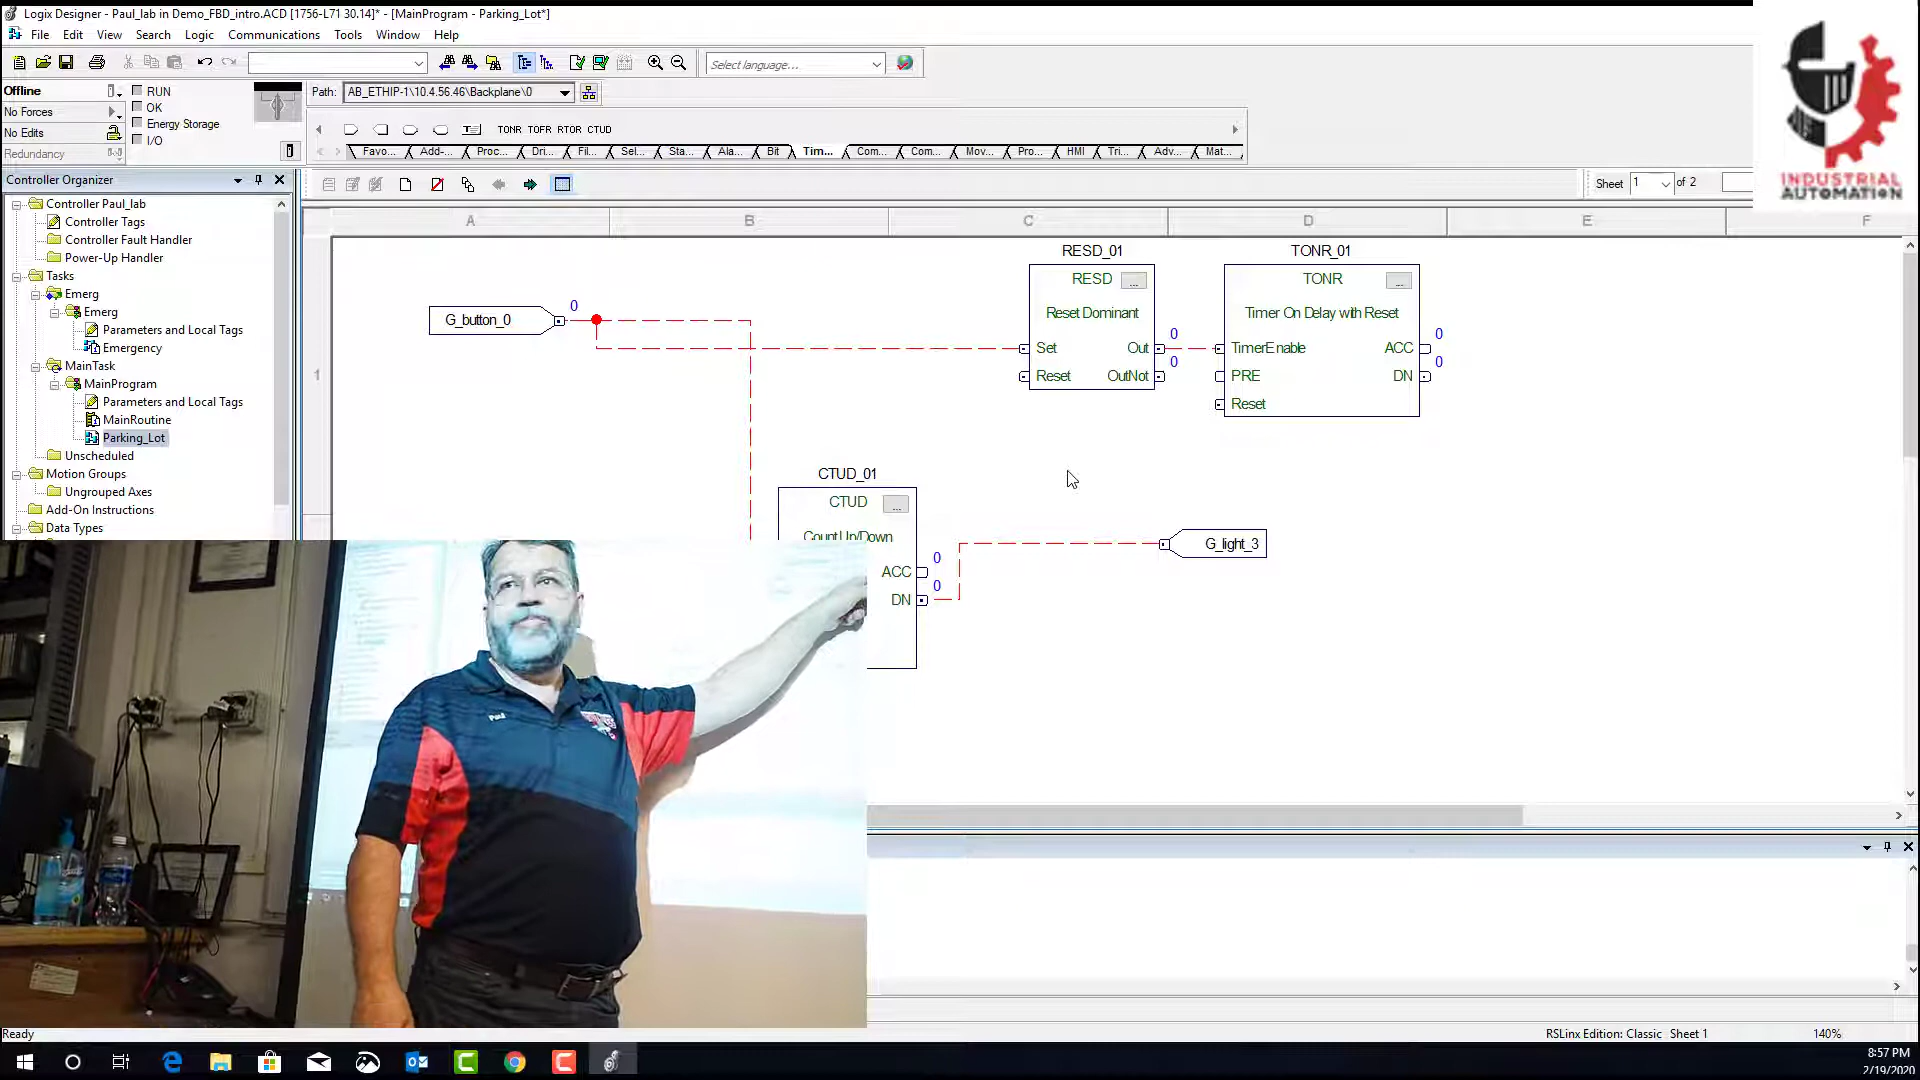 Logix Designer - Paul_lab in Demo_FBD_intro.ACD [1756-L71 30.14]* - [MainProgram - Parking_Lot*]
File Edit View Search Logic Communications Tools Window Help
Select language...
Offline
RUN
No Forces
OK
No Edits
Energy Storage
Redundancy
I/O
Path: AB_ETHIP-1\10.4.56.46\Backplane\0
TONR TOFR RTOR CTUD
Favo... Add-... Proc... Dri... Fil... Sel... Sta... Ala... Bit Tim... Com... Com... Mov... Pro... HMI Tri... Adv... Mat...
INDUSTRIAL
AUTOMATION
Controller Organizer
Sheet 1 of 2
Controller Paul_lab
Controller Tags
Controller Fault Handler
Power-Up Handler
Tasks
Emerg
Emerg
Parameters and Local Tags
Emergency
MainTask
MainProgram
Parameters and Local Tags
MainRoutine
Parking_Lot
Unscheduled
Motion Groups
Ungrouped Axes
Add-On Instructions
Data Types
A B C D E F
1
G_button_0
0
RESD_01
RESD
...
Reset Dominant
Set Out
0
Reset OutNot
0
TONR_01
TONR
...
Timer On Delay with Reset
TimerEnable ACC
0
PRE DN
0
Reset
CTUD_01
CTUD
...
Count Up/Down
ACC
0
DN
0
G_light_3
Paul
Ready
RSLinx Edition: Classic Sheet 1 140%
8:57 PM
2/19/2020